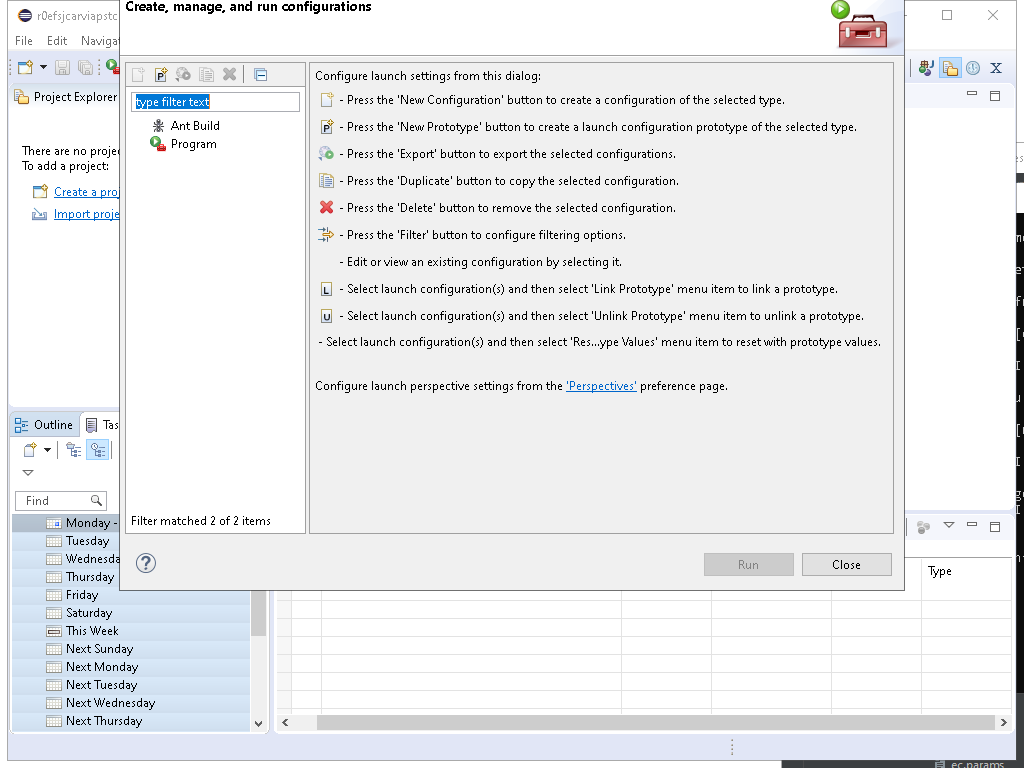 Create, manage, and run configurations
r0efsjcarviapstc
File Edit Naviga
Project Explorer
There are no projec
To add a project:
Create a proj
Import proje
type filter text
Ant Build
Program
Filter matched 2 of 2 items
Configure launch settings from this dialog:
- Press the 'New Configuration' button to create a configuration of the selected type.
- Press the 'New Prototype' button to create a launch configuration prototype of the selected type.
- Press the 'Export' button to export the selected configurations.
- Press the 'Duplicate' button to copy the selected configuration.
- Press the 'Delete' button to remove the selected configuration.
- Press the 'Filter' button to configure filtering options.
- Edit or view an existing configuration by selecting it.
L - Select launch configuration(s) and then select 'Link Prototype' menu item to link a prototype.
U - Select launch configuration(s) and then select 'Unlink Prototype' menu item to unlink a prototype.
- Select launch configuration(s) and then select 'Res...ype Values' menu item to reset with prototype values.
Configure launch perspective settings from the 'Perspectives' preference page.
Run
Close
Outline
Tas
Find
Monday -
Tuesday
Wednesda
Thursday
Friday
Saturday
This Week
Next Sunday
Next Monday
Next Tuesday
Next Wednesday
Next Thursday
Type
ec.params